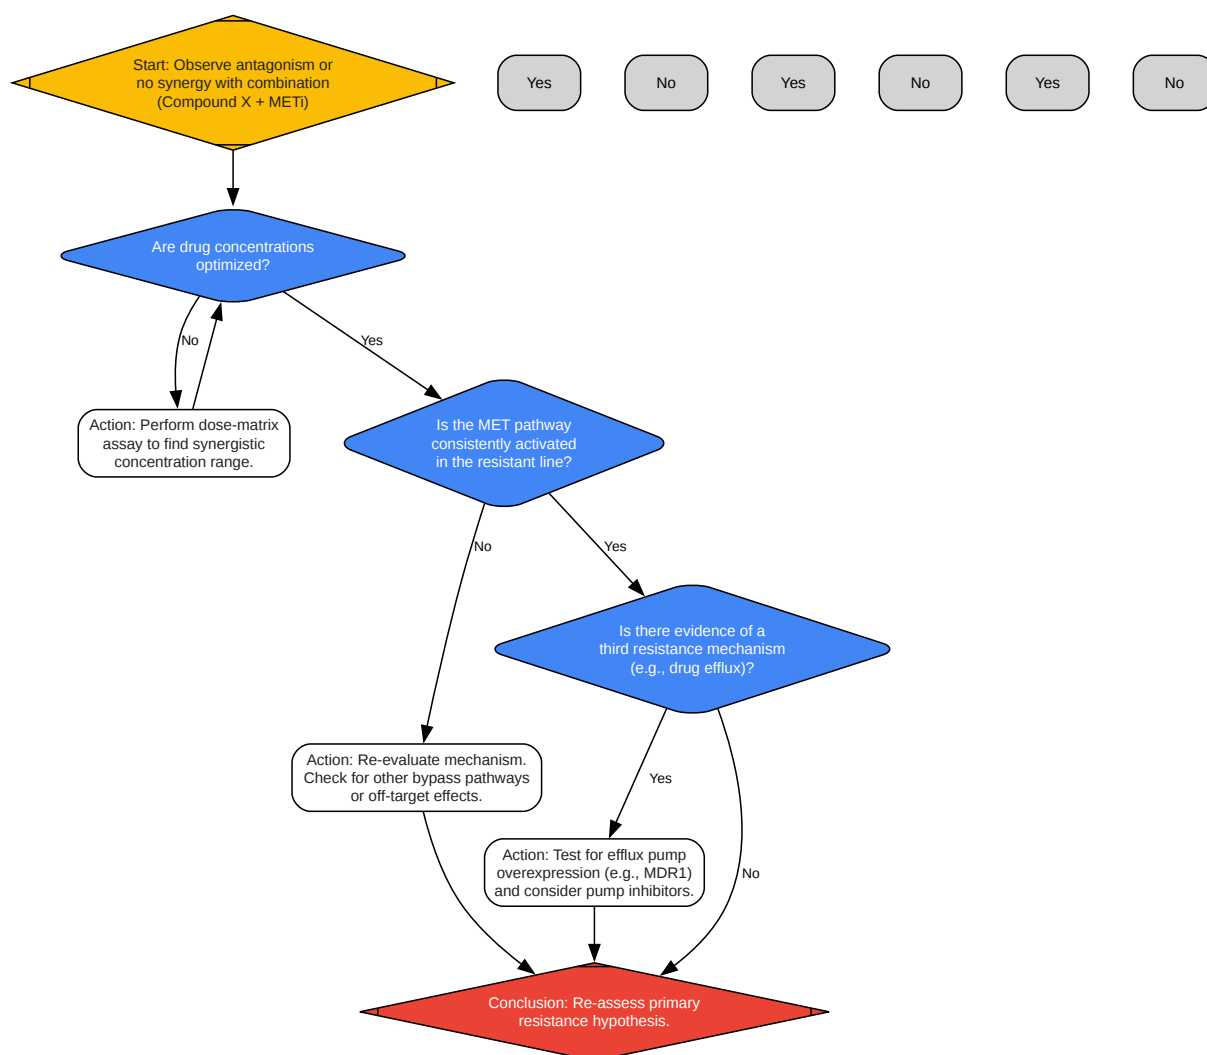 Start: Observe antagonism or
no synergy with combination
(Compound X + METi)
Yes
No
Yes
No
Yes
No
Are drug concentrations
optimized?
No
Yes
Action: Perform dose-matrix
assay to find synergistic
concentration range.
Is the MET pathway
consistently activated
in the resistant line?
No
Yes
Is there evidence of a
third resistance mechanism
(e.g., drug efflux)?
Action: Re-evaluate mechanism.
Check for other bypass pathways
or off-target effects.
Yes
Action: Test for efflux pump
overexpression (e.g., MDR1)
and consider pump inhibitors.
No
Conclusion: Re-assess primary
resistance hypothesis.